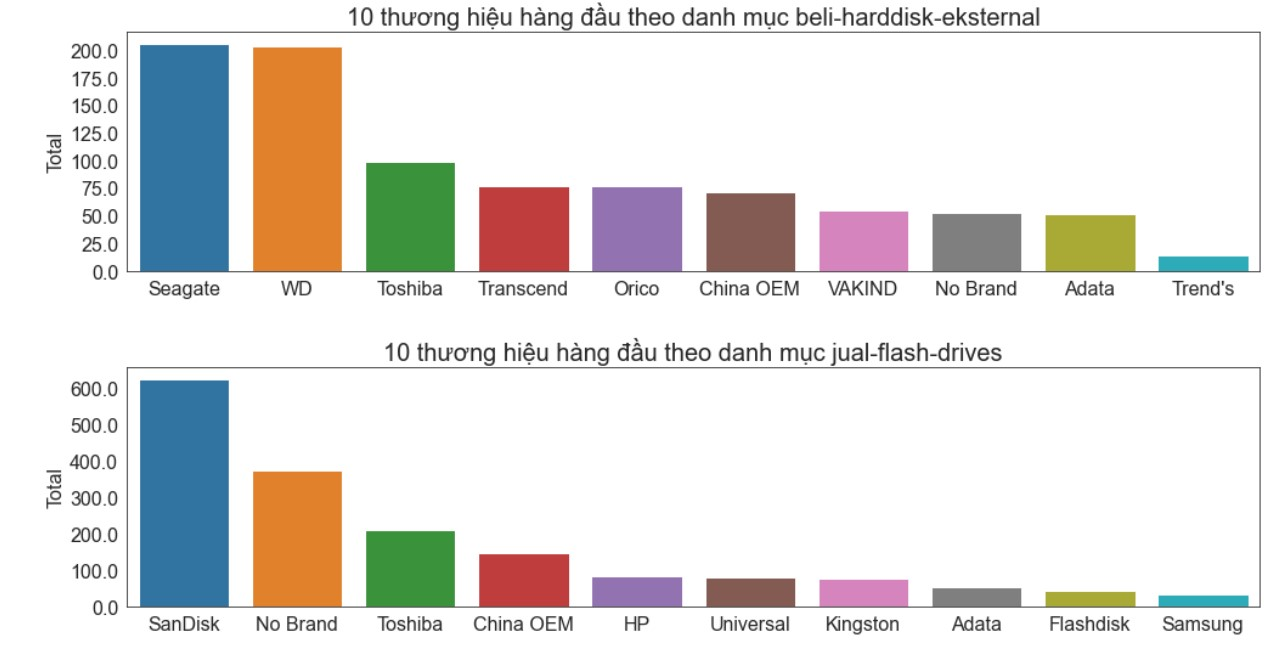 10 thương hiệu hàng đầu theo danh mục beli-harddisk-eksternal
200.0
175.0
150.0
125.0
100.0
75.0
50.0
25.0
0.0
Total
Seagate WD Toshiba Transcend Orico China OEM VAKIND No Brand Adata Trend's
10 thương hiệu hàng đầu theo danh mục jual-flash-drives
600.0
500.0
400.0
300.0
200.0
100.0
0.0
Total
SanDisk No Brand Toshiba China OEM HP Universal Kingston Adata Flashdisk Samsung